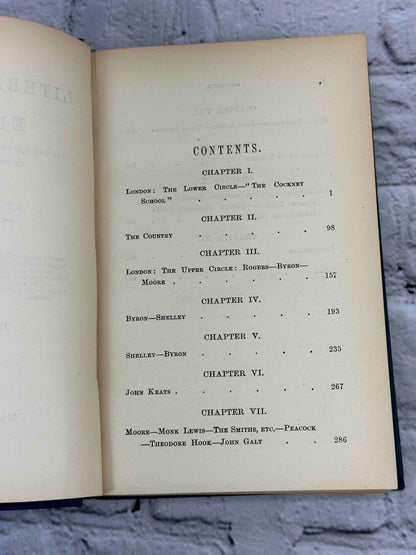 CONTENTS.
CHAPTER I.
LONDON: THE LOWER CIRCLE—"THE COCKNEY
SCHOOL" . . . . . 1
CHAPTER II.
THE COUNTRY . . . . . 98
CHAPTER III.
LONDON: THE UPPER CIRCLE: ROGERS—BYRON—
MOORE . . . . . 157
CHAPTER IV.
BYRON—SHELLEY . . . . 193
CHAPTER V.
SHELLEY—BYRON . . . . 235
CHAPTER VI.
JOHN KEATS . . . . . 267
CHAPTER VII.
MOORE—MONK LEWIS—THE SMITHS, ETC.—PEACOCK
—THEODORE HOOK—JOHN GALT . . 286